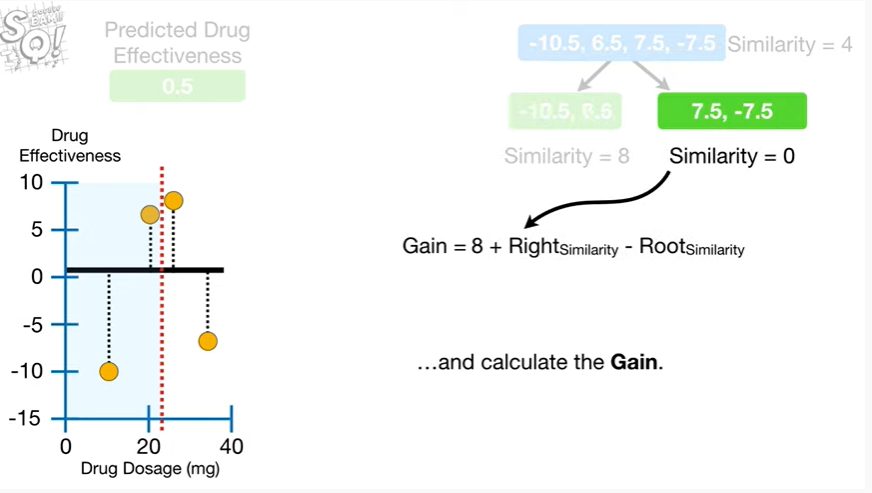 SQ!
Predicted Drug
Effectiveness
0.5
-10.5, 6.5, 7.5, -7.5
Similarity = 4
7.5, -7.5
Similarity = 8
Similarity = 0
Gain = 8 + RightSimilarity - RootSimilarity
…and calculate the Gain.
Drug
Effectiveness
10
5
0
-5
-10
-15
0
20
40
Drug Dosage (mg)